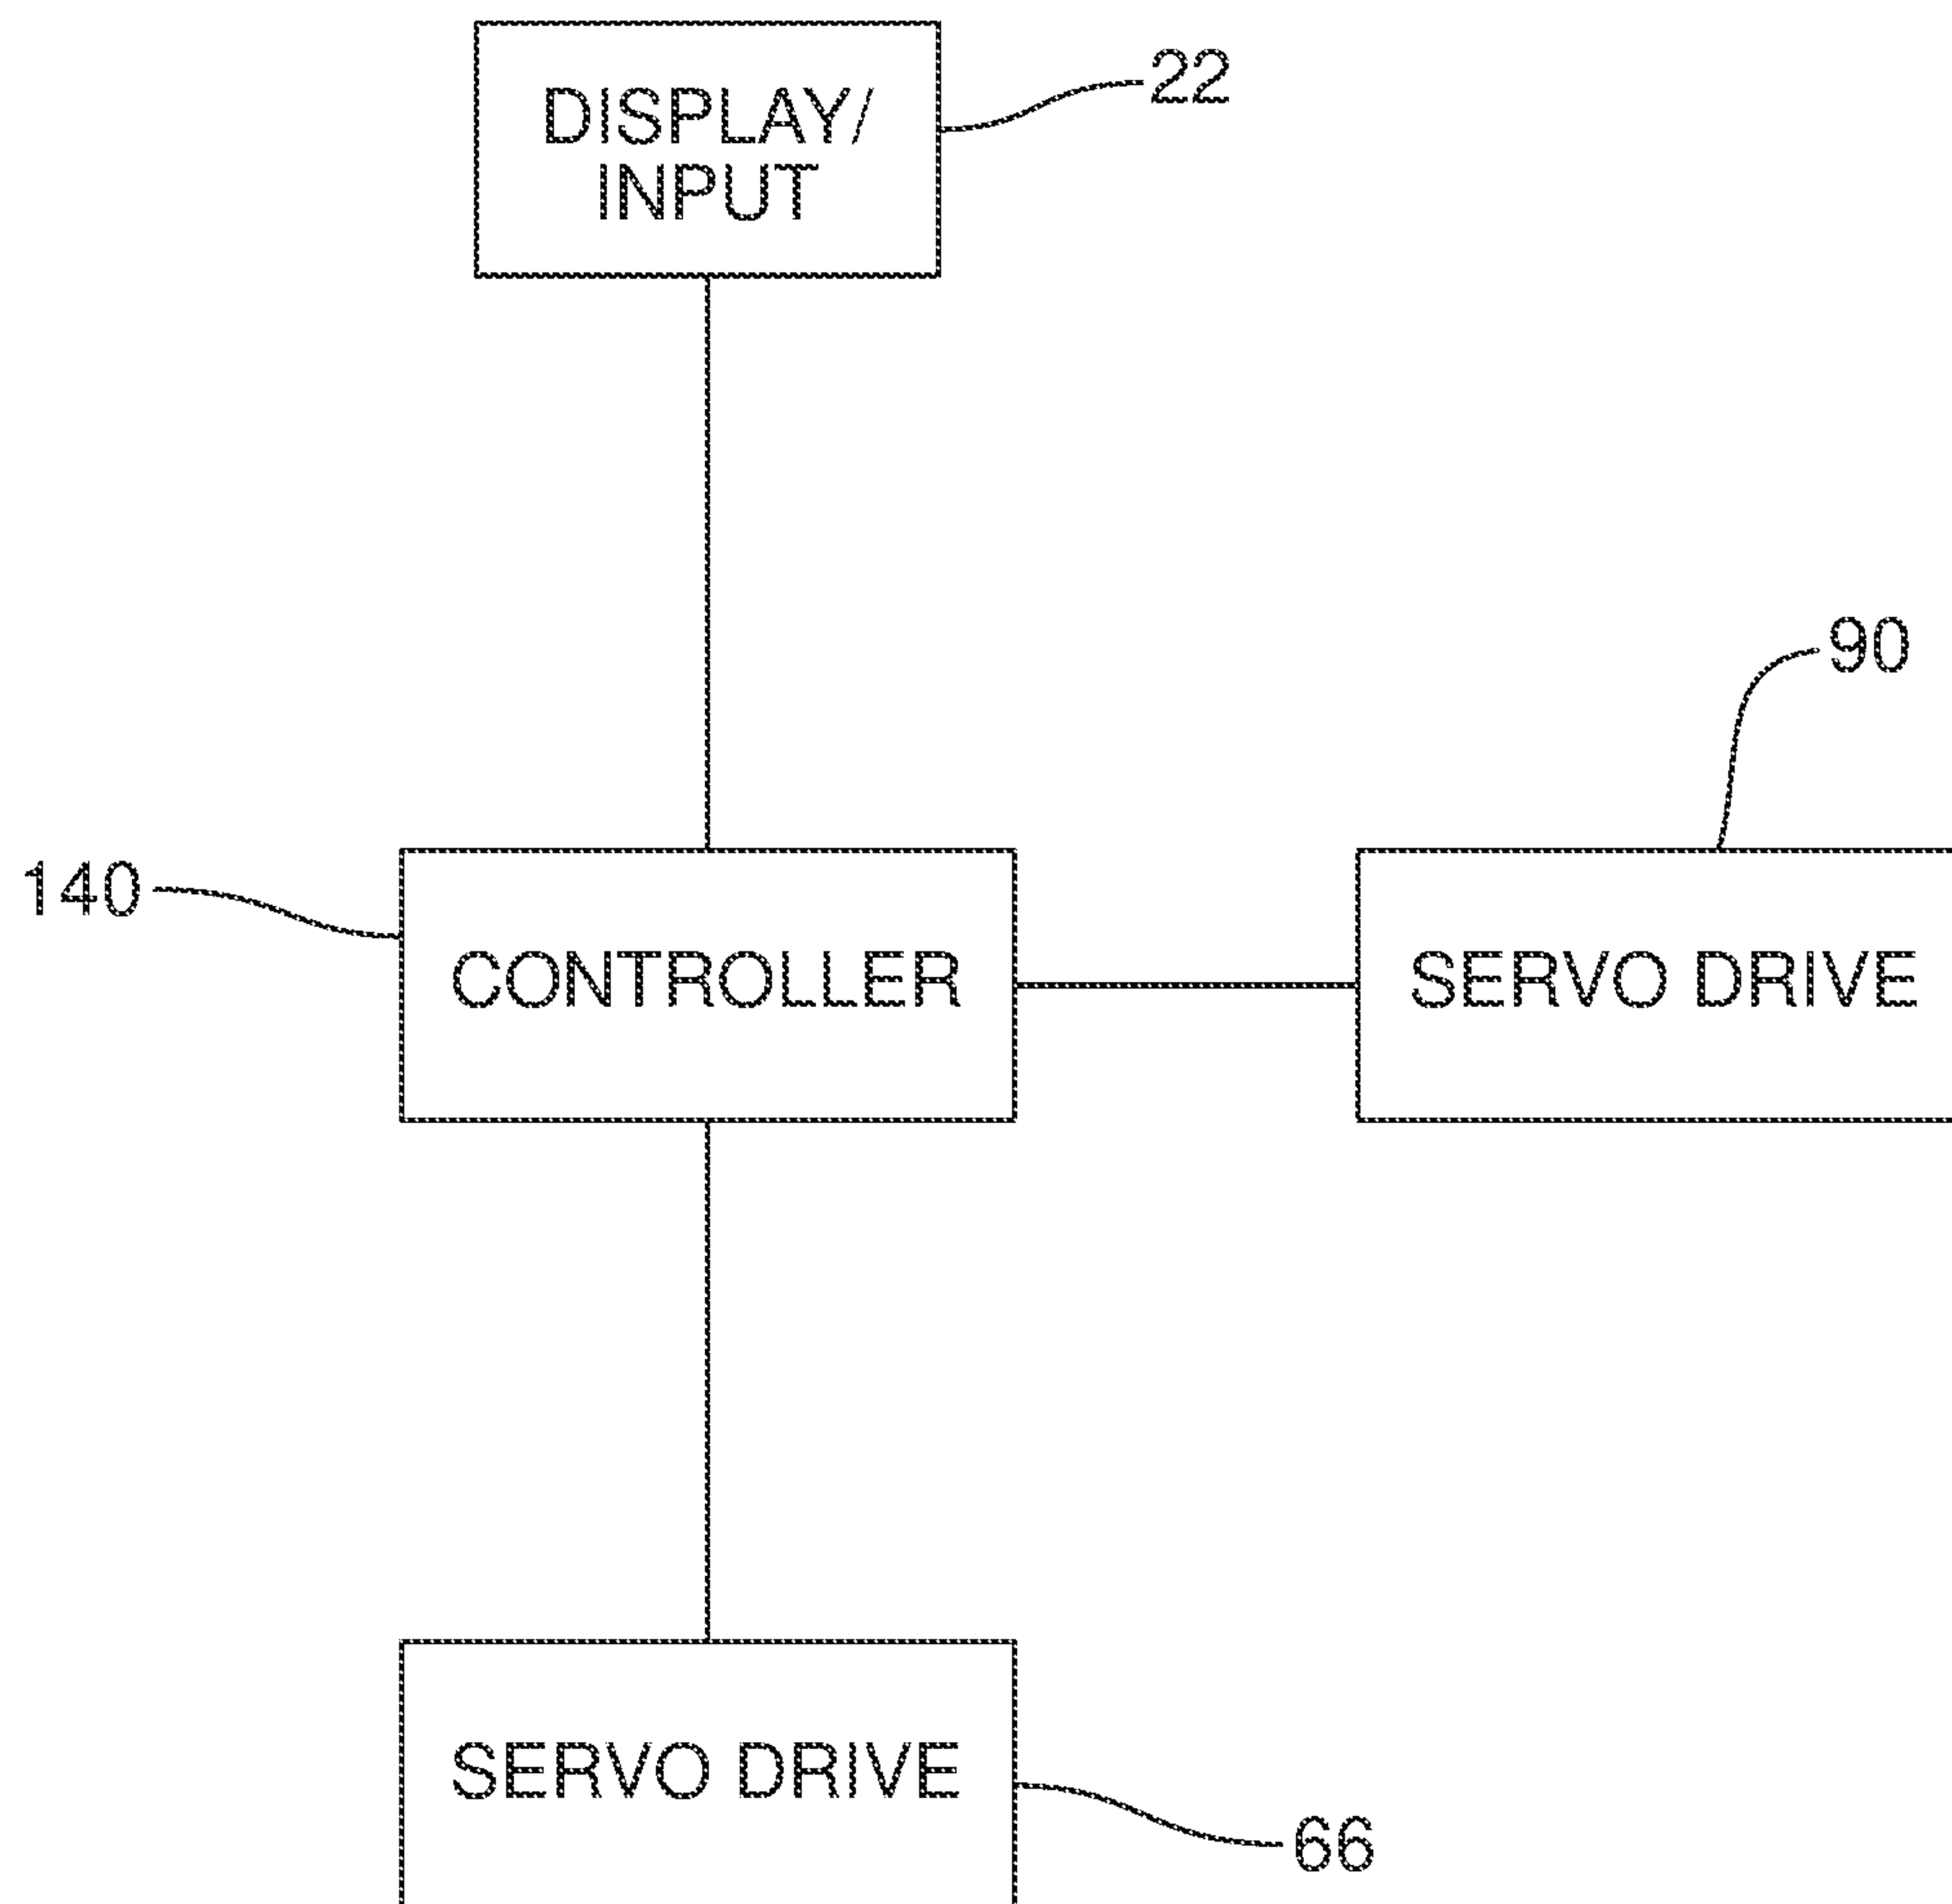 DISPLAY/
INPUT
22
90
140
CONTROLLER
SERVO DRIVE
SERVO DRIVE
66